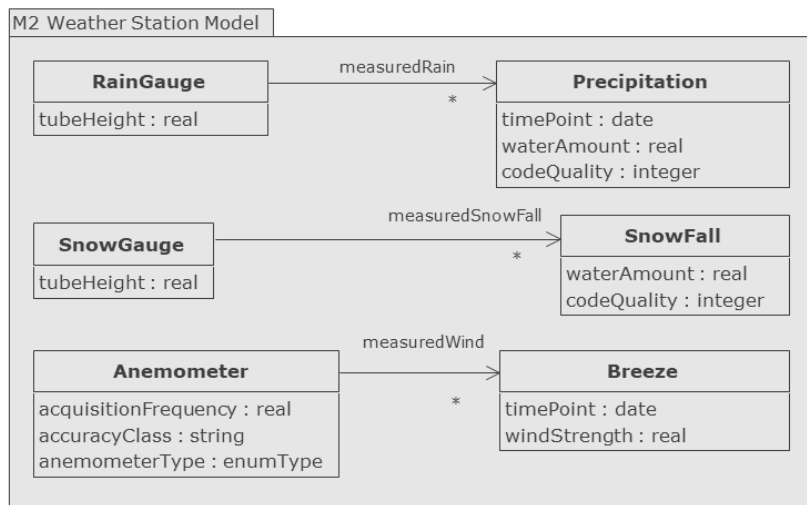 M2 Weather Station Model
RainGauge
tubeHeight : real
measuredRain
*
Precipitation
timePoint : date
waterAmount : real
codeQuality : integer
SnowGauge
tubeHeight : real
measuredSnowFall
*
SnowFall
waterAmount : real
codeQuality : integer
Anemometer
acquisitionFrequency : real
accuracyClass : string
anemometerType : enumType
measuredWind
*
Breeze
timePoint : date
windStrength : real